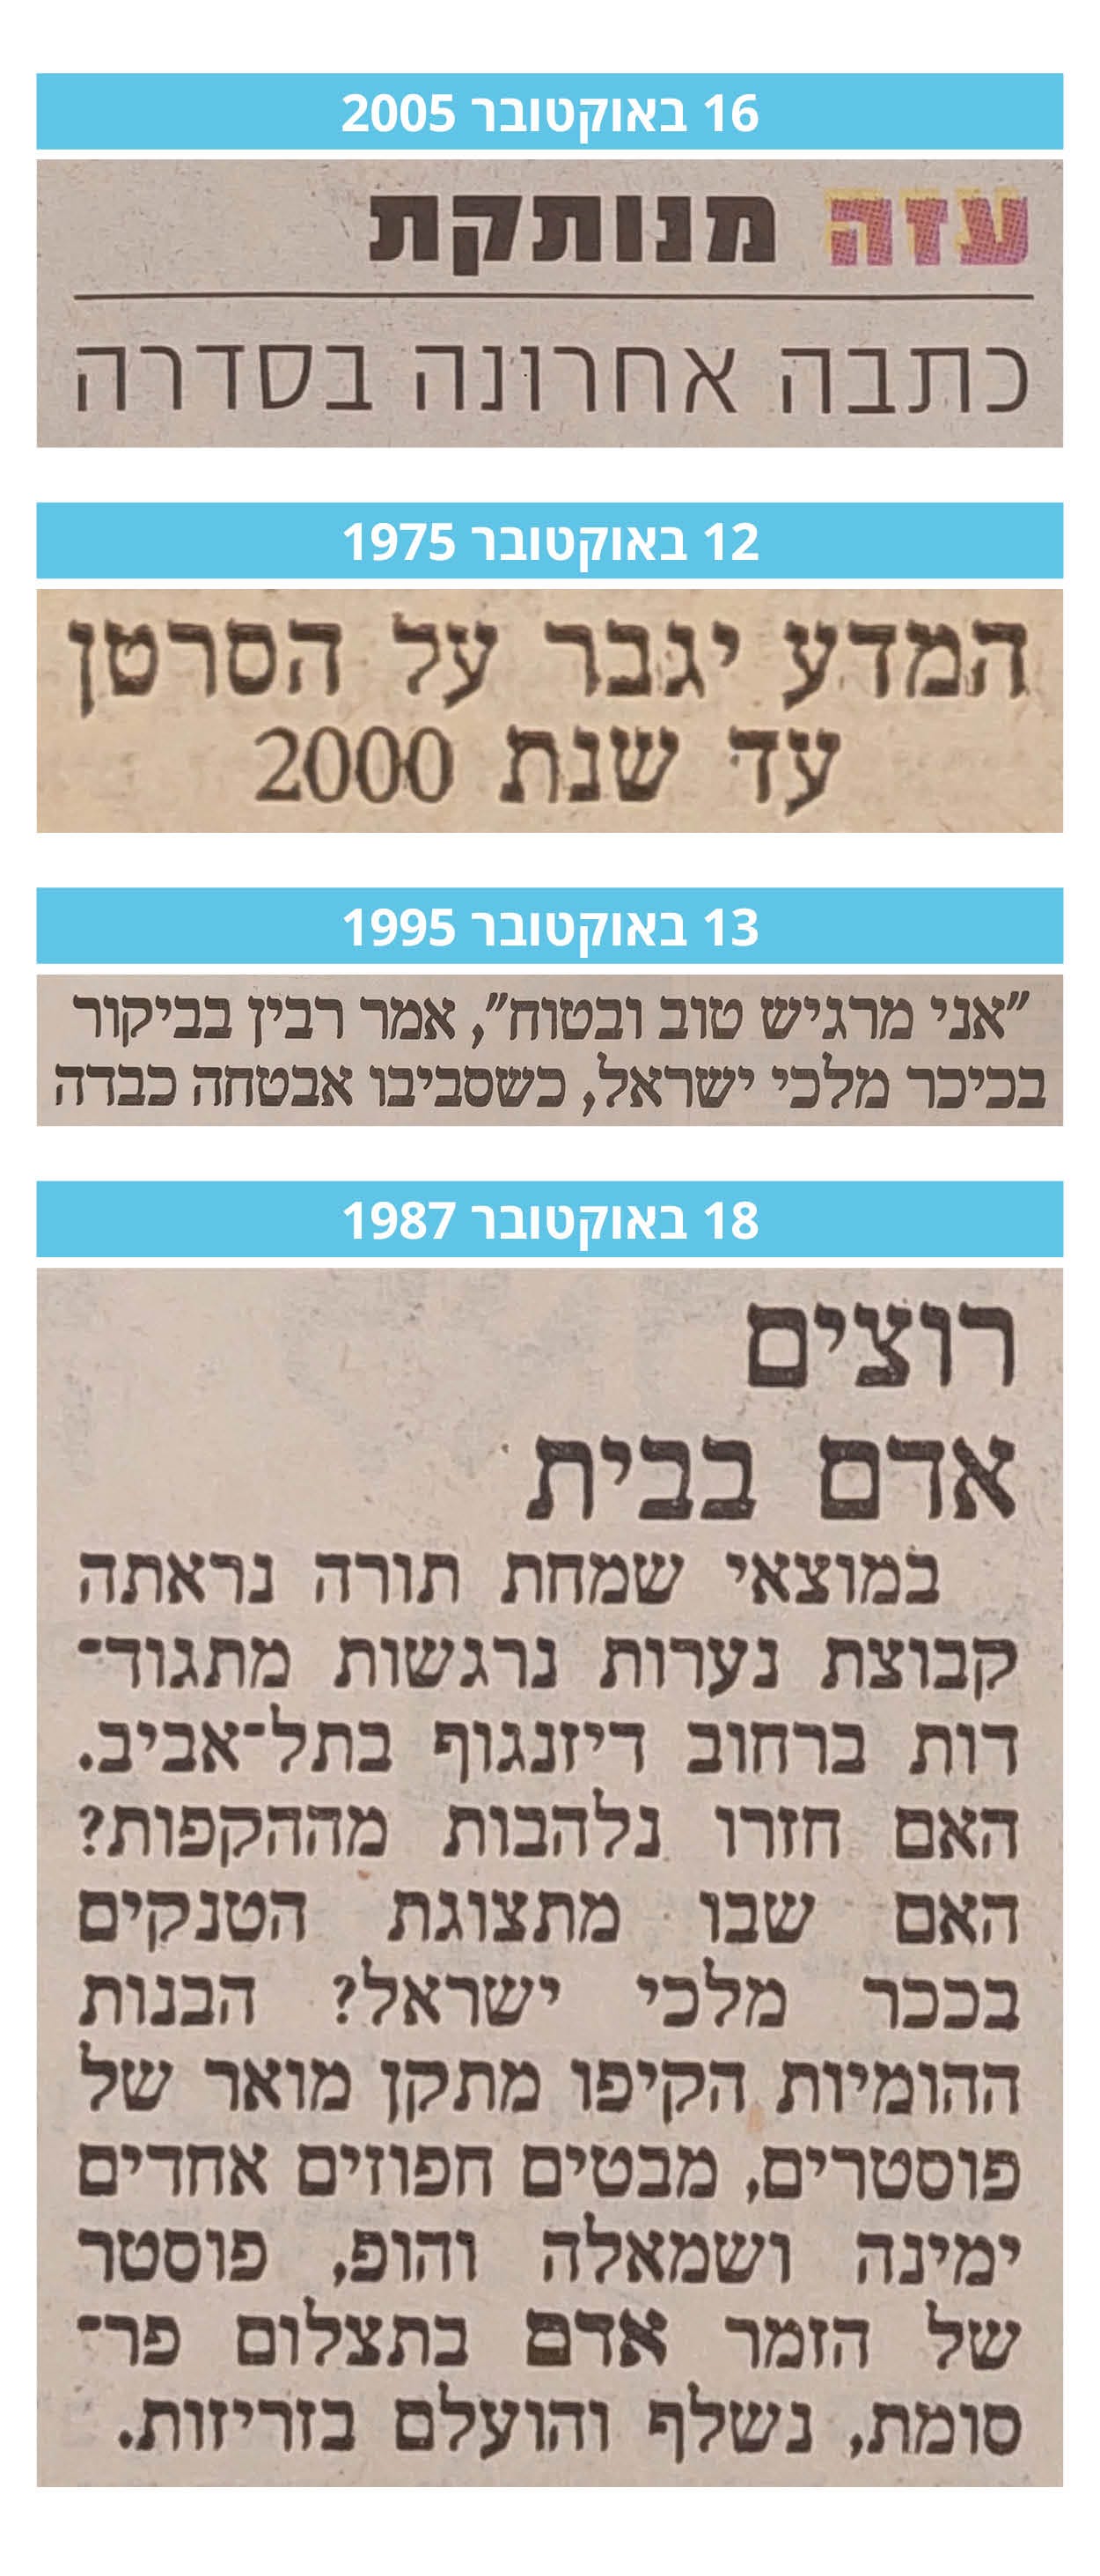 16 באוקטובר 2005
עזה מנותקת
כתבה אחרונה בסדרה
12 באוקטובר 1975
המדע יגבר על הסרטן
עד שנת 2000
13 באוקטובר 1995
"אני מרגיש טוב ובטוח", אמר רבין בביקור
בכיכר מלכי ישראל, כשסביבו אבטחה כבדה
18 באוקטובר 1987
רוצים
אדם בבית
במוצאי שמחת תורה נראתה
קבוצת נערות נרגשות מתגוד־
דות ברחוב דיזנגוף בתל־אביב.
האם חזרו נלהבות מההקפות?
האם שבו מתצוגת הטנקים
בככר מלכי ישראל? הבנות
ההומיות הקיפו מתקן מואר של
פוסטרים, מבטים חפוזים אחדים
ימינה ושמאלה והופ, פוסטר
של הזמר אדם בתצלום פר־
סומת, נשלף והועלם בזריזות.